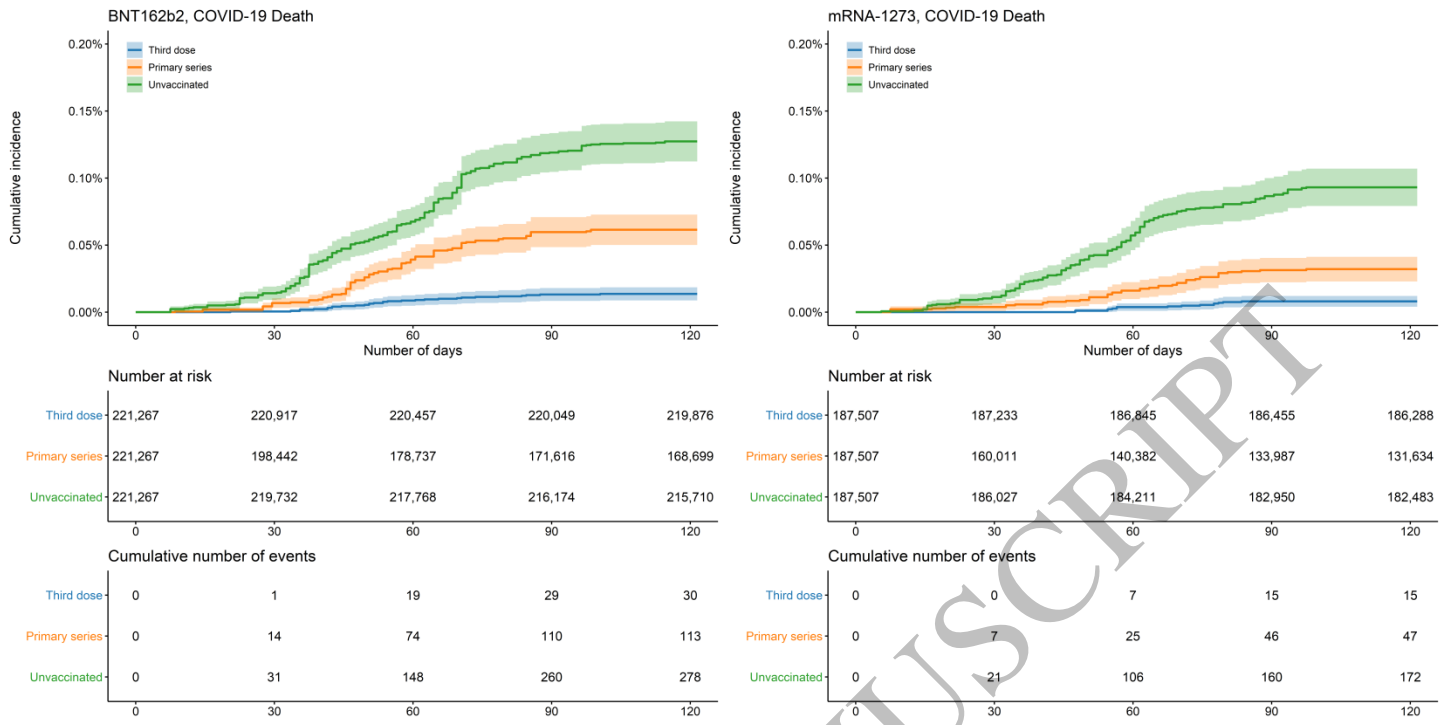 BNT162b2, COVID-19 Death
Cumulative incidence
0.20%
0.15%
0.10%
0.05%
0.00%
Third dose
Primary series
Unvaccinated
0 30 60 90 120
Number of days
Number at risk
Third dose 221,267 220,917 220,457 220,049 219,876
Primary series 221,267 198,442 178,737 171,616 168,699
Unvaccinated 221,267 219,732 217,768 216,174 215,710
0 30 60 90 120
Cumulative number of events
Third dose 0 1 19 29 30
Primary series 0 14 74 110 113
Unvaccinated 0 31 148 260 278
0 30 60 90 120
mRNA-1273, COVID-19 Death
Cumulative incidence
0.20%
0.15%
0.10%
0.05%
0.00%
Third dose
Primary series
Unvaccinated
0 30 60 90 120
Number of days
Number at risk
Third dose 187,507 187,233 186,845 186,455 186,288
Primary series 187,507 160,011 140,382 133,987 131,634
Unvaccinated 187,507 186,027 184,211 182,950 182,483
0 30 60 90 120
Cumulative number of events
Third dose 0 0 7 15 15
Primary series 0 7 25 46 47
Unvaccinated 0 21 106 160 172
0 30 60 90 120
USCRIPT